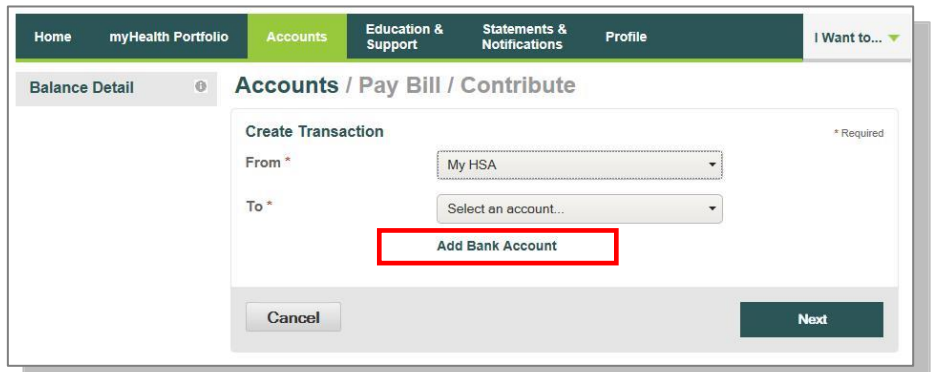 Home myHealth Portfolio Accounts Education & Support Statements & Notifications Profile I Want to...
Balance Detail
Accounts / Pay Bill / Contribute
Create Transaction * Required
From * My HSA
To * Select an account...
Add Bank Account
Cancel Next